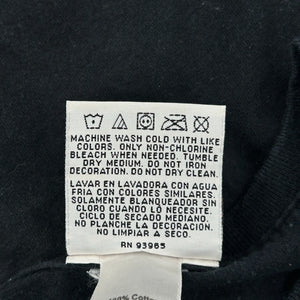 MACHINE WASH COLD WITH LIKE
COLORS. ONLY NON-CHLORINE
BLEACH WHEN NEEDED. TUMBLE
DRY MEDIUM. DO NOT IRON
DECORATION. DO NOT DRY CLEAN.
LAVAR EN LAVADORA CON AGUA
FRIA CON COLORES SIMILARES.
SOLAMENTE BLANQUEADOR SIN
CLORO CUANDO LO NECESITE.
CICLO DE SECADO MEDIANO.
NO PLANCHE LA DECORACION.
NO LIMPIAR A SECO.
RN 93965